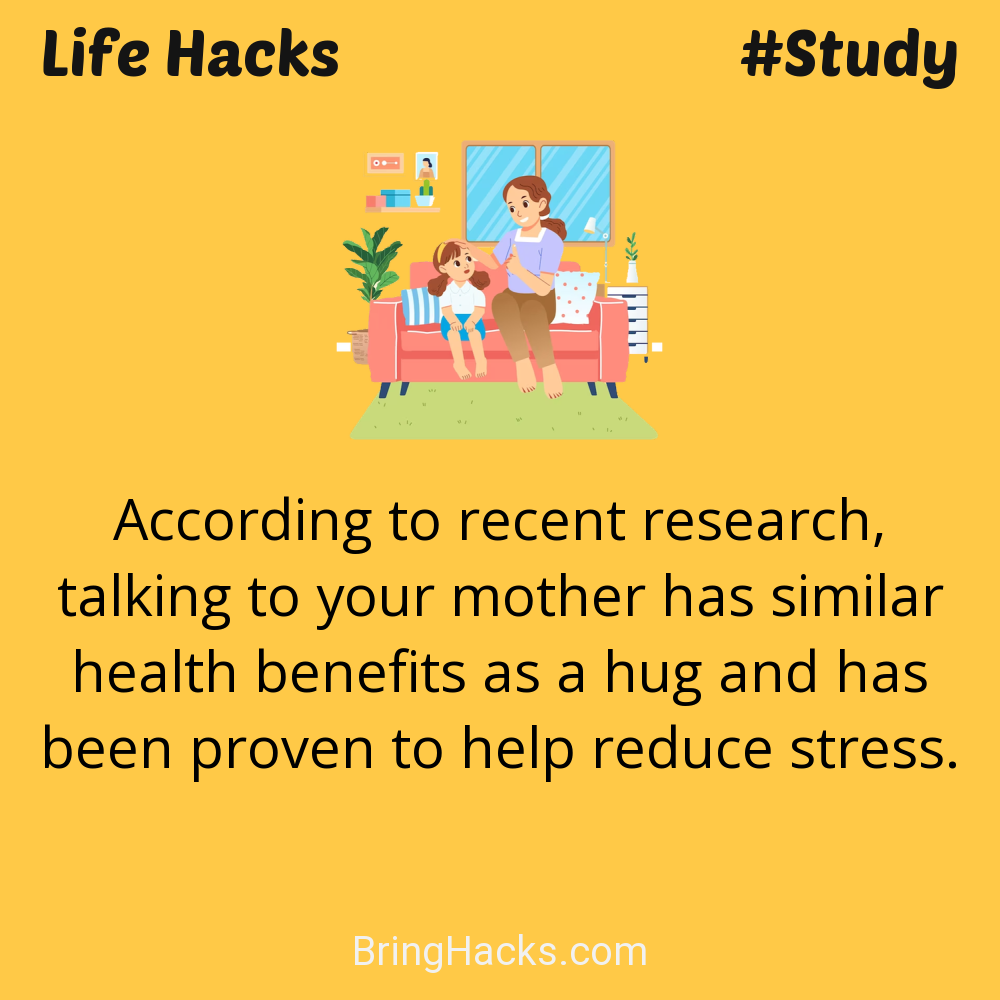 Life Hacks
#Study
According to recent research,
talking to your mother has similar
health benefits as a hug and has
been proven to help reduce stress.
BringHacks.com